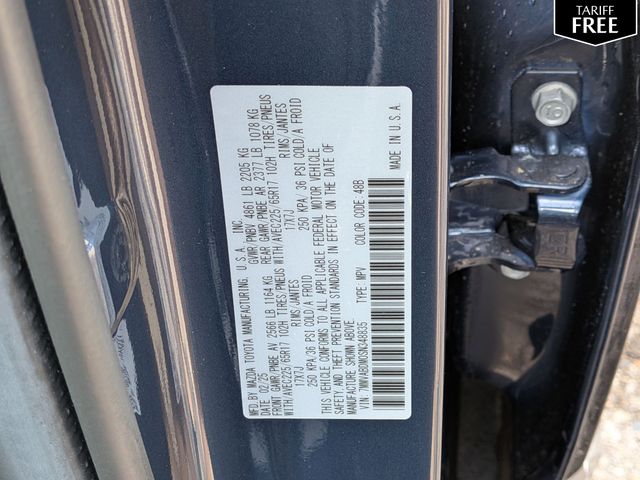 TARIFF
FREE
MFD.BY MAZDA TOYOTA MANUFACTURING, U.S.A., INC.
DATE: 02/25 GVWR/PNBV 4861 LB 2205 KG
FRONT GAWR/PNBE AV 2566 LB 1164 KG REAR GAWR/PNBE AR 2377 LB 1078 KG
WITH/AVEC225/65R17 102H TIRES/PNEUS WITH/AVEC225/65R17 102H TIRES/PNEUS
17X7J RIMS/JANTES 17X7J RIMS/JANTES
250 KPA/36 PSI COLD/A FROID 250 KPA/ 36 PSI COLD/A FROID
THIS VEHICLE CONFORMS TO ALL APPLICABLE FEDERAL MOTOR VEHICLE
SAFETY AND THEFT PREVENTION STANDARDS IN EFFECT ON THE DATE OF
MANUFACTURE SHOWN ABOVE.
TYPE: MPV COLOR CODE: 48B
MADE IN U.S.A.